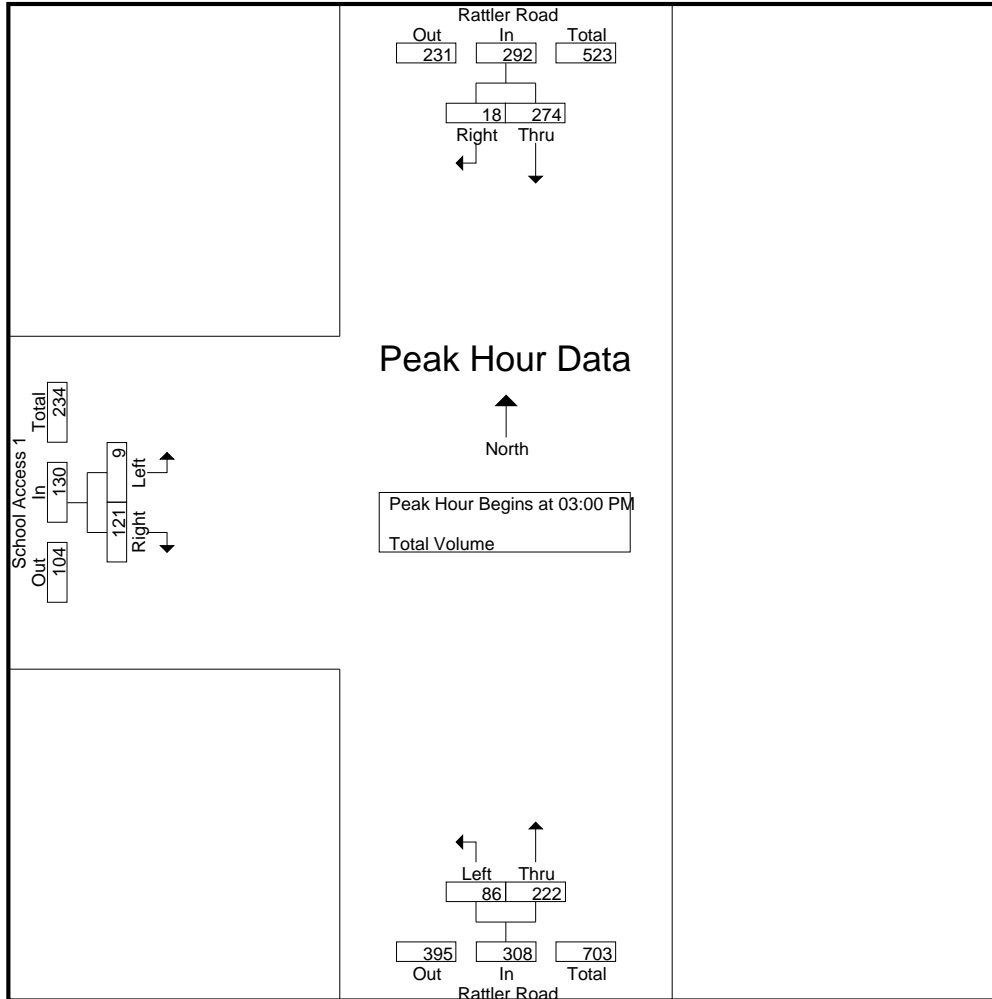 Rattler Road
Out In Total
231 292 523
18 274
Right Thru
Peak Hour Data
North
Peak Hour Begins at 03:00 PM
Total Volume
School Access 1
Out In Total
104 130 234
Right Left
121 9
Left Thru
86 222
395 308 703
Out In Total
Rattler Road